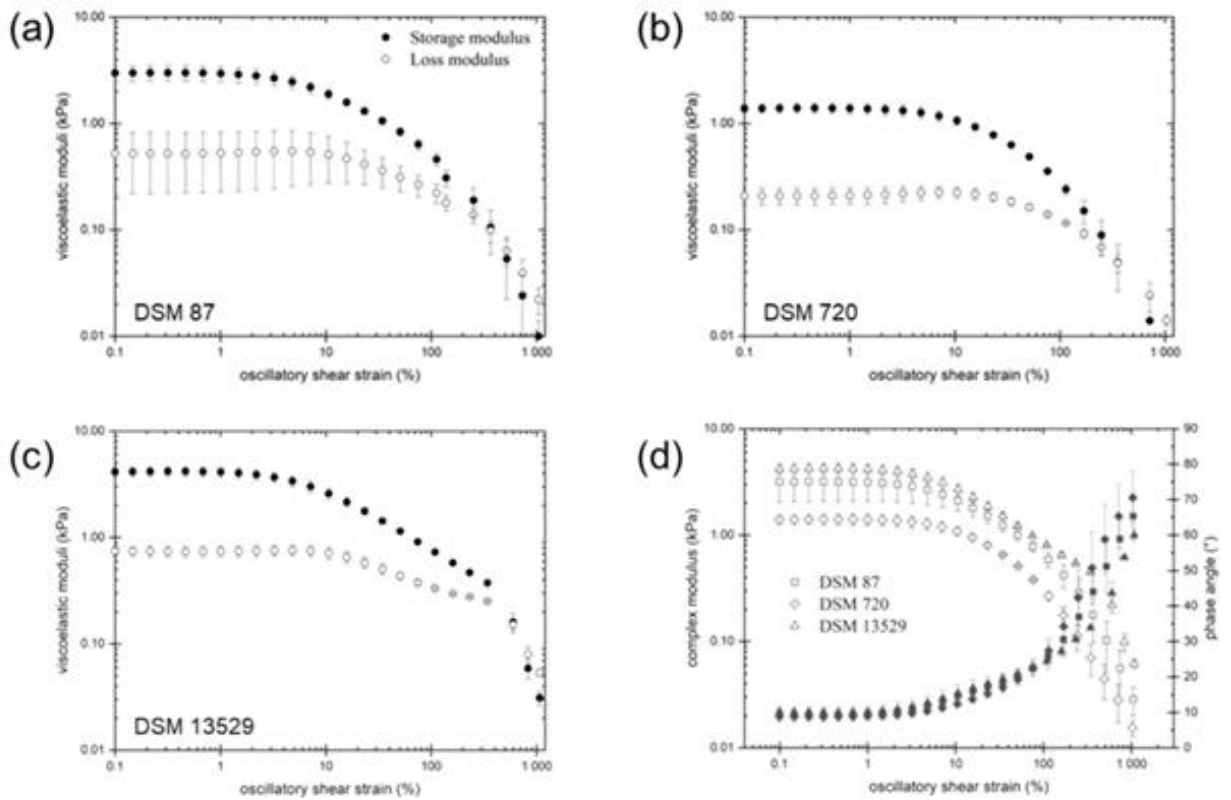 (a)
10.00
1.00
0.10
0.01
viscoelastic moduli (kPa)
Storage modulus
Loss modulus
DSM 87
0.1
1
10
100
1 000
oscillatory shear strain (%)
(b)
10.00
1.00
0.10
0.01
viscoelastic moduli (kPa)
DSM 720
0.1
1
10
100
1 000
oscillatory shear strain (%)
(c)
10.00
1.00
0.10
0.01
viscoelastic moduli (kPa)
DSM 13529
0.1
1
10
100
1 000
oscillatory shear strain (%)
(d)
10.00
1.00
0.10
0.01
complex modulus (kPa)
DSM 87
DSM 720
DSM 13529
90
80
70
60
50
40
30
20
10
0
phase angle (°)
0.1
1
10
100
1 000
oscillatory shear strain (%)